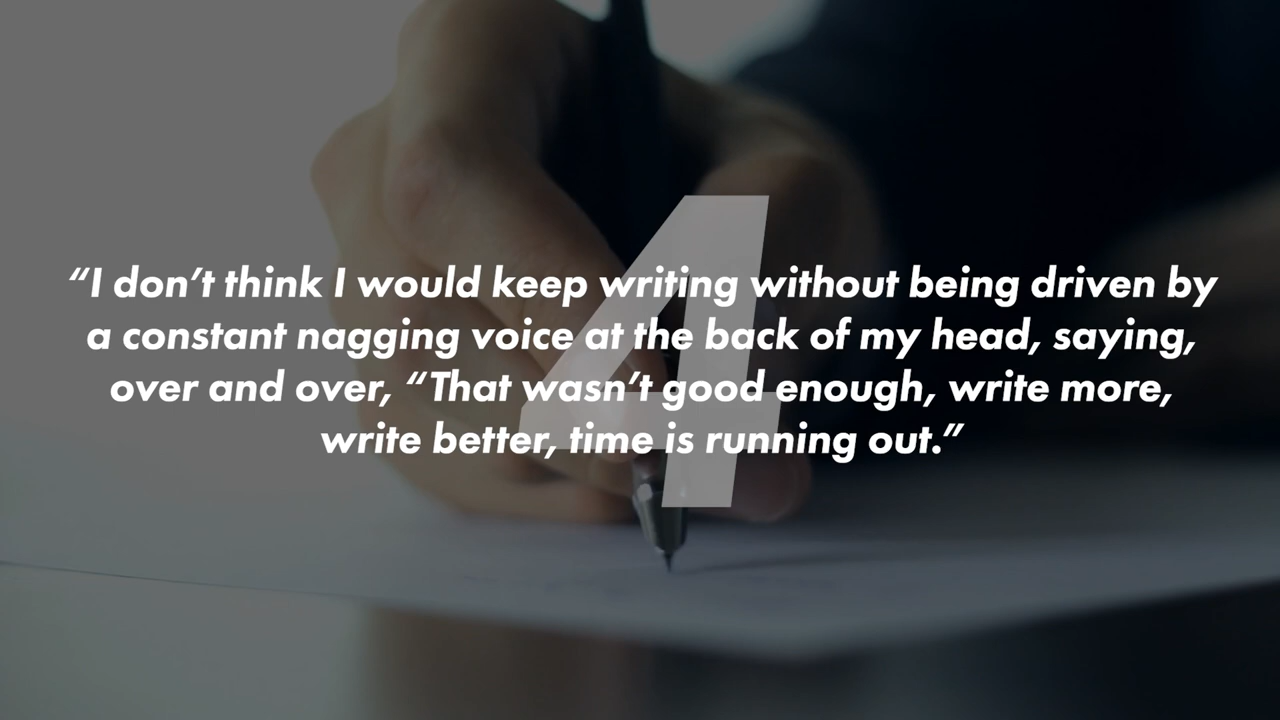 4
“I don’t think I would keep writing without being driven by
a constant nagging voice at the back of my head, saying,
over and over, “That wasn’t good enough, write more,
write better, time is running out.”